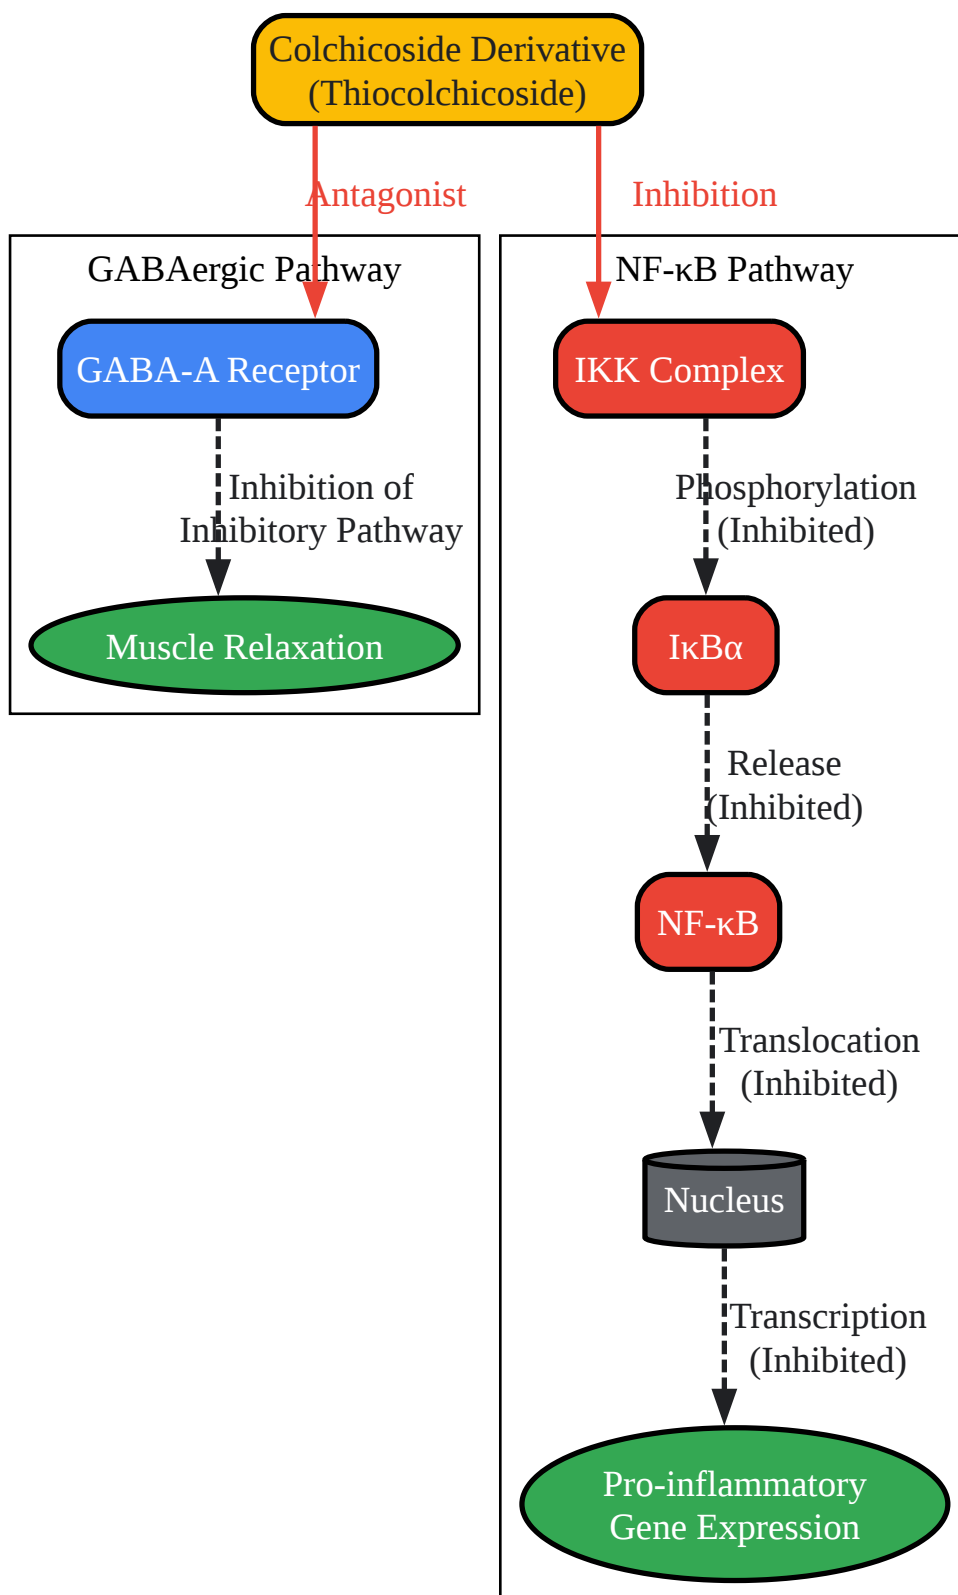 Colchicoside Derivative
(Thiocolchicoside)
Antagonist
Inhibition
GABAergic Pathway
GABA-A Receptor
Inhibition of
Inhibitory Pathway
Muscle Relaxation
NF-κB Pathway
IKK Complex
Phosphorylation
(Inhibited)
IκBα
Release
(Inhibited)
NF-κB
Translocation
(Inhibited)
Nucleus
Transcription
(Inhibited)
Pro-inflammatory
Gene Expression